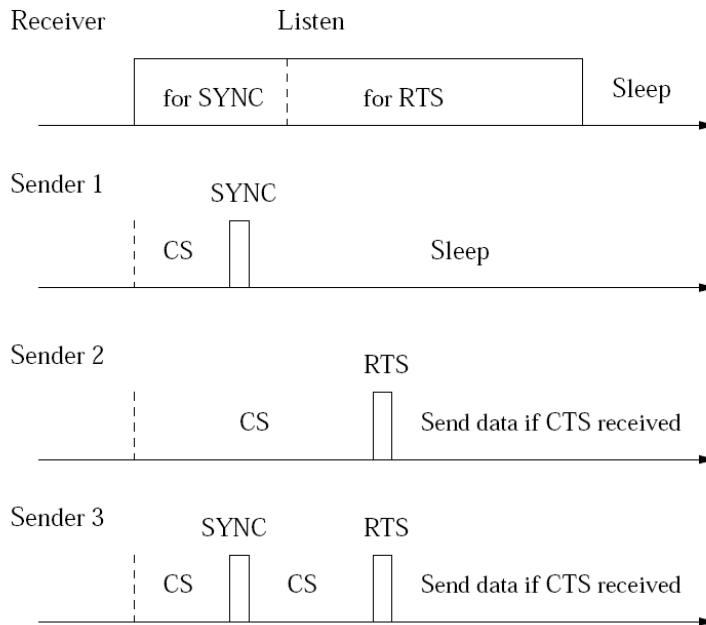 Receiver Listen
for SYNC for RTS Sleep
Sender 1
SYNC
CS Sleep
Sender 2
RTS
CS Send data if CTS received
Sender 3
SYNC RTS
CS CS Send data if CTS received